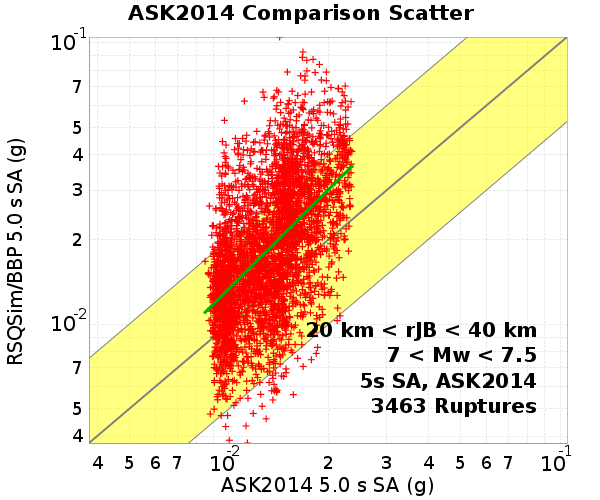 ASK2014 Comparison Scatter
10-1
7
5
4
3
2
10-2
7
5
4
RSQSim/BBP 5.0 s SA (g)
20 km < rJB < 40 km
7 < Mw < 7.5
5s SA, ASK2014
3463 Ruptures
4 5 6 7 10-2 2 3 4 5 6 7 10-1
ASK2014 5.0 s SA (g)